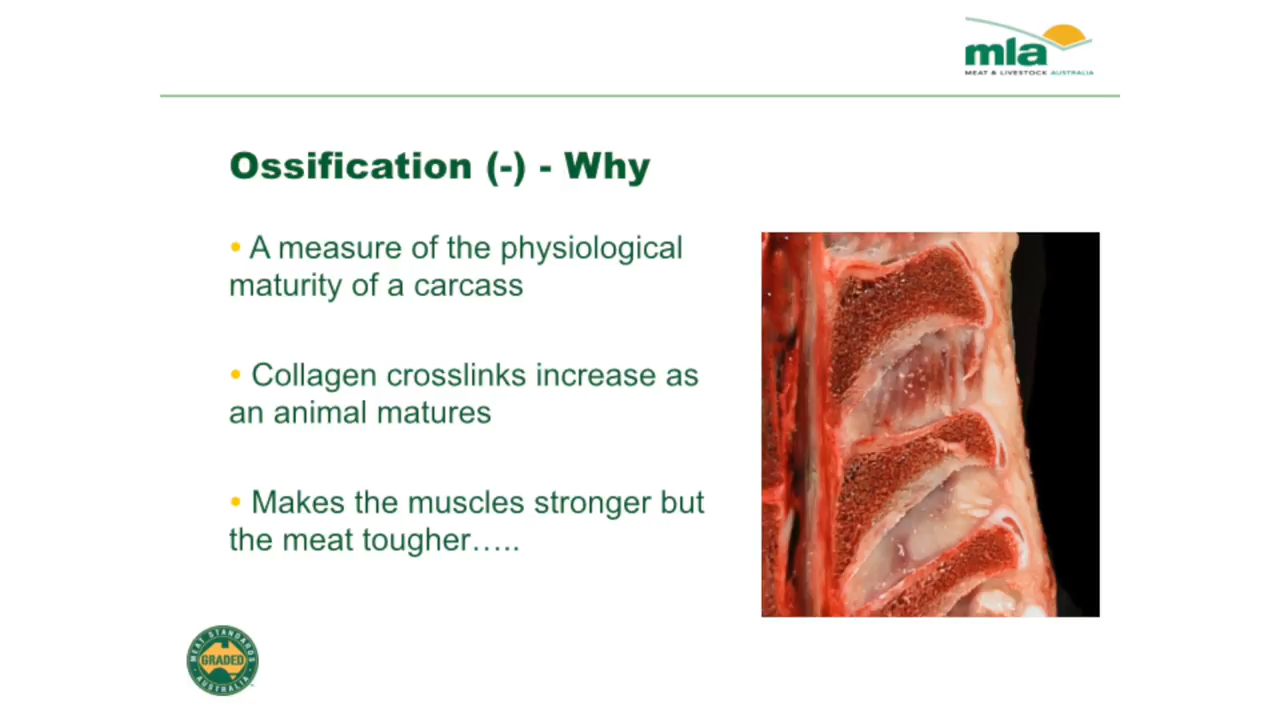 mla
MEAT & LIVESTOCK AUSTRALIA
Ossification (-) - Why
• A measure of the physiological
maturity of a carcass
• Collagen crosslinks increase as
an animal matures
• Makes the muscles stronger but
the meat tougher…..
MEAT STANDARDS
GRADED
AUSTRALIA